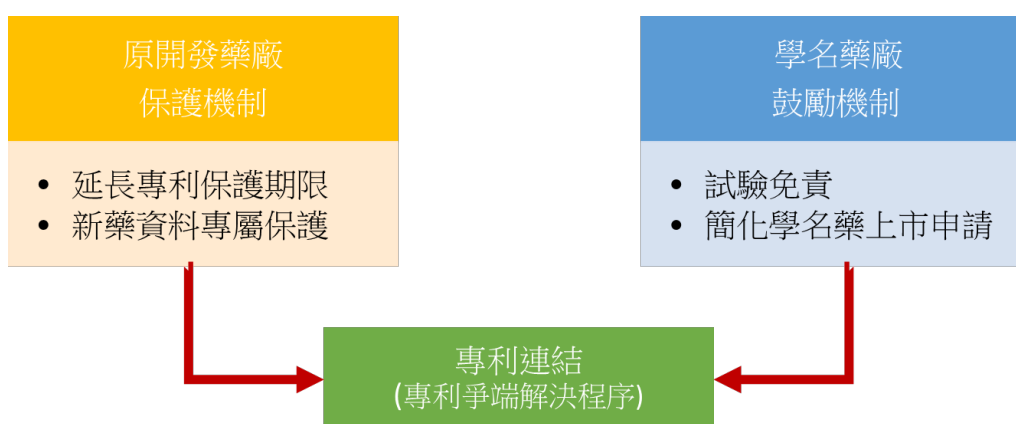 原開發藥廠
保護機制
• 延長專利保護期限
• 新藥資料專屬保護
學名藥廠
鼓勵機制
• 試驗免責
• 簡化學名藥上市申請
專利連結
(專利爭端解決程序)